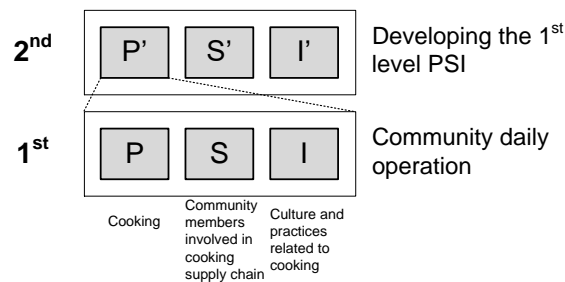 2nd
P’
S’
I’
Developing the 1st
level PSI
1st
P
S
I
Community daily
operation
Cooking
Community
members
involved in
cooking
supply chain
Culture and
practices
related to
cooking